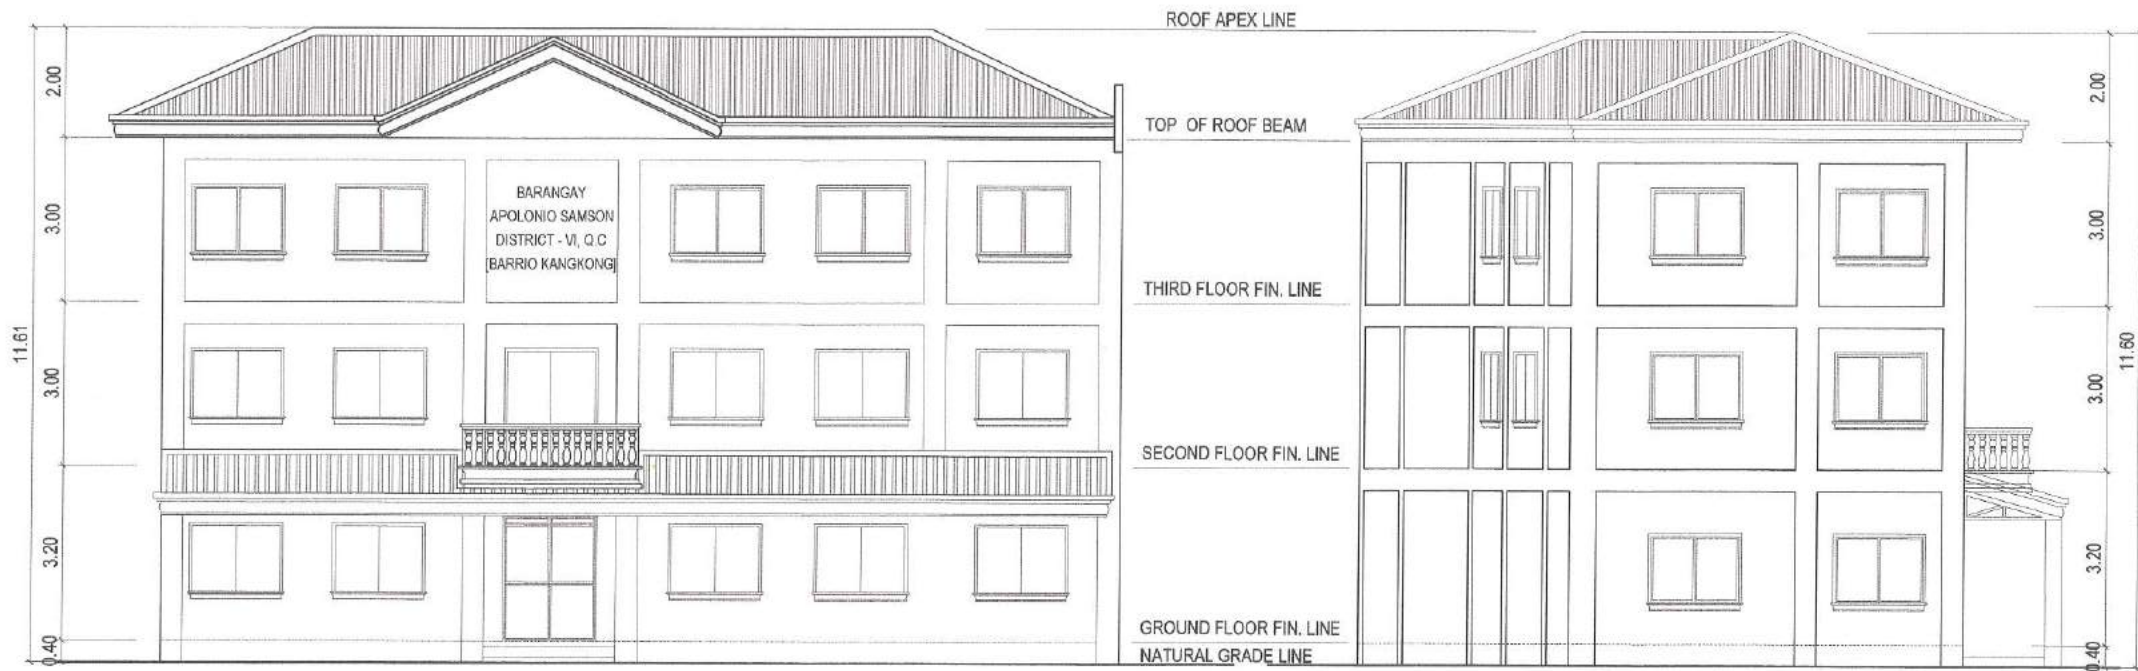 ROOF APEX LINE
2.00
2.00
TOP OF ROOF BEAM
BARANGAY
APOLONIO SAMSON
DISTRICT - VI, Q.C
[BARRIO KANGKONG]
3.00
3.00
THIRD FLOOR FIN. LINE
11.61
11.60
3.00
3.00
SECOND FLOOR FIN. LINE
3.20
3.20
GROUND FLOOR FIN. LINE
0.40
NATURAL GRADE LINE
0.40